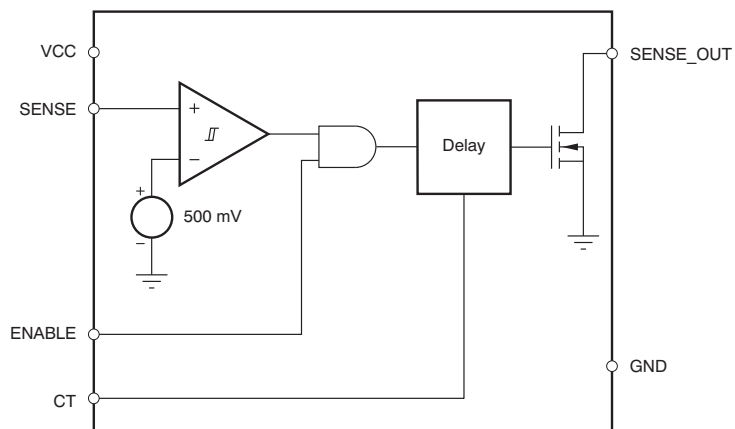 VCC
SENSE_OUT
SENSE
+
−
Delay
+
500 mV
−
ENABLE
GND
CT